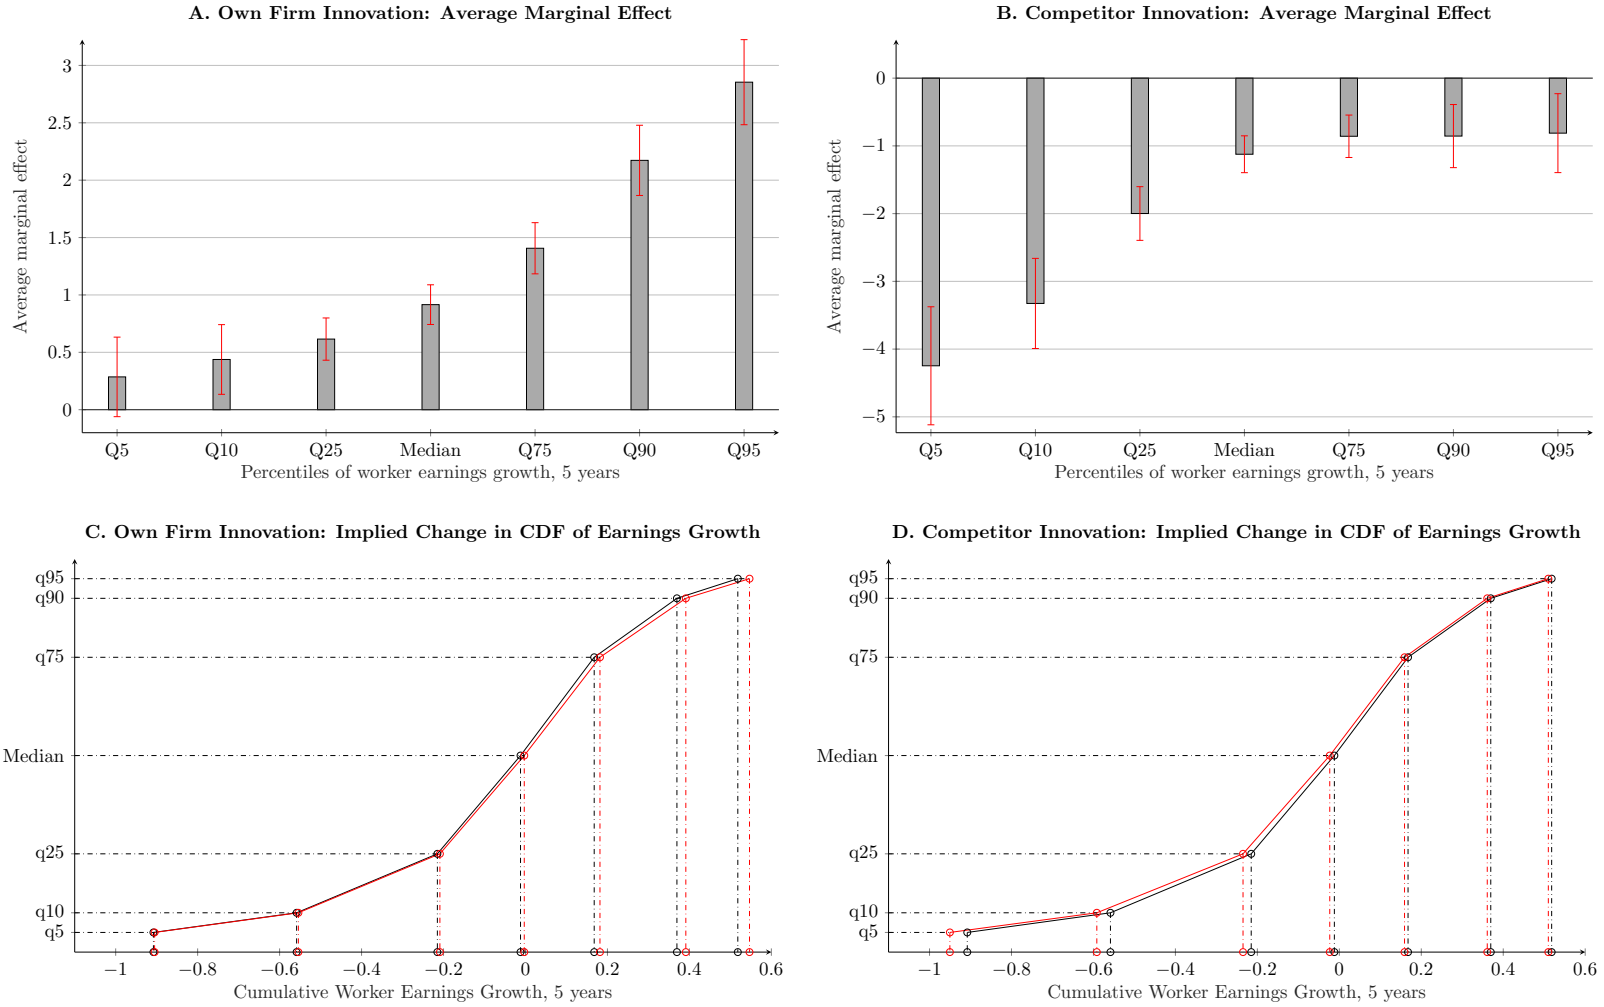 A. Own Firm Innovation: Average Marginal Effect
3
2.5
2
1.5
1
0.5
0
Average marginal effect
Q5 Q10 Q25 Median Q75 Q90 Q95
Percentiles of worker earnings growth, 5 years
B. Competitor Innovation: Average Marginal Effect
0
−1
−2
−3
−4
−5
Average marginal effect
Q5 Q10 Q25 Median Q75 Q90 Q95
Percentiles of worker earnings growth, 5 years
C. Own Firm Innovation: Implied Change in CDF of Earnings Growth
q95
q90
q75
Median
q25
q10
q5
−1 −0.8 −0.6 −0.4 −0.2 0 0.2 0.4 0.6
Cumulative Worker Earnings Growth, 5 years
D. Competitor Innovation: Implied Change in CDF of Earnings Growth
q95
q90
q75
Median
q25
q10
q5
−1 −0.8 −0.6 −0.4 −0.2 0 0.2 0.4 0.6
Cumulative Worker Earnings Growth, 5 years